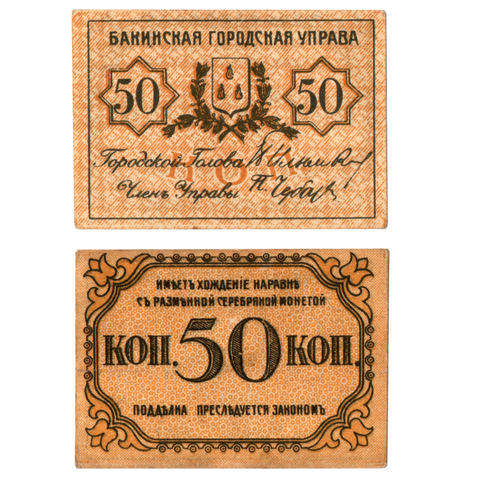 БАКИНСКАЯ ГОРОДСКАЯ УПРАВА
50 50
Городской Голова
Членъ Управы
ИМѢЕТЪ ХОЖДЕНІЕ НАРАВНѢ
СЪ РАЗМѢННОЙ СЕРЕБРЯНОЙ МОНЕТОЙ
КОП. 50 КОП.
ПОДДѢЛКА ПРЕСЛѢДУЕТСЯ ЗАКОНОМЪ